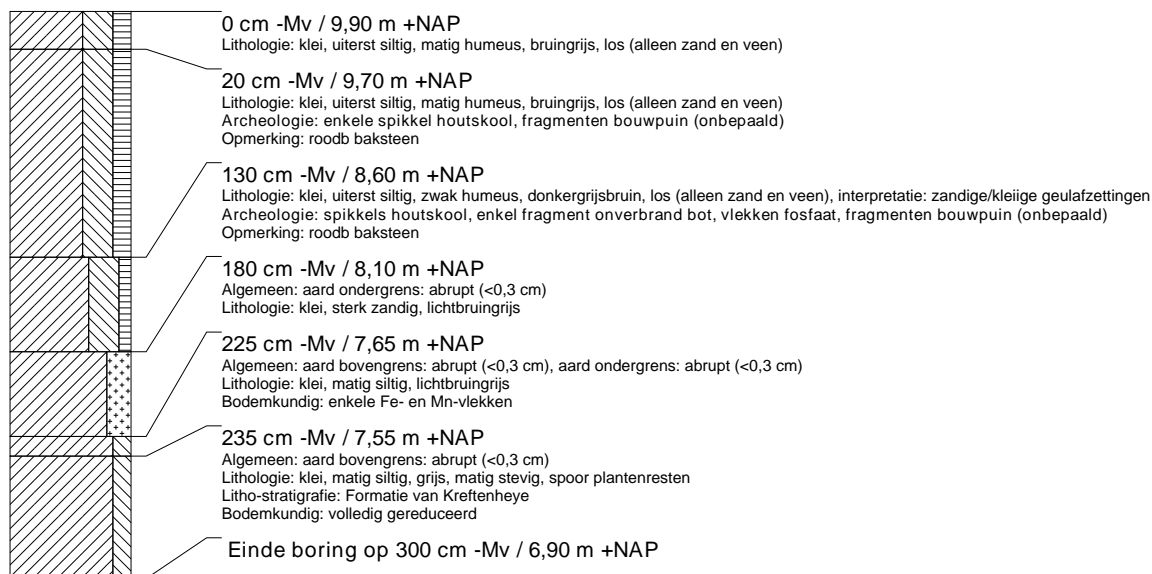 0 cm -Mv / 9,90 m +NAP
Lithologie: klei, uiterst siltig, matig humeus, bruingrijs, los (alleen zand en veen)
20 cm -Mv / 9,70 m +NAP
Lithologie: klei, uiterst siltig, matig humeus, bruingrijs, los (alleen zand en veen)
Archeologie: enkele spikkel houtskool, fragmenten bouwpuin (onbepaald)
Opmerking: roodb baksteen
130 cm -Mv / 8,60 m +NAP
Lithologie: klei, uiterst siltig, zwak humeus, donkergrijsbruin, los (alleen zand en veen), interpretatie: zandige/kleiige geulafzettingen
Archeologie: spikkels houtskool, enkel fragment onverbrand bot, vlekken fosfaat, fragmenten bouwpuin (onbepaald)
Opmerking: roodb baksteen
180 cm -Mv / 8,10 m +NAP
Algemeen: aard ondergrens: abrupt (<0,3 cm)
Lithologie: klei, sterk zandig, lichtbruingrijs
225 cm -Mv / 7,65 m +NAP
Algemeen: aard bovengrens: abrupt (<0,3 cm), aard ondergrens: abrupt (<0,3 cm)
Lithologie: klei, matig siltig, lichtbruingrijs
Bodemkundig: enkele Fe- en Mn-vlekken
235 cm -Mv / 7,55 m +NAP
Algemeen: aard bovengrens: abrupt (<0,3 cm)
Lithologie: klei, matig siltig, grijs, matig stevig, spoor plantenresten
Litho-stratigrafie: Formatie van Kreftenheye
Bodemkundig: volledig gereduceerd
Einde boring op 300 cm -Mv / 6,90 m +NAP